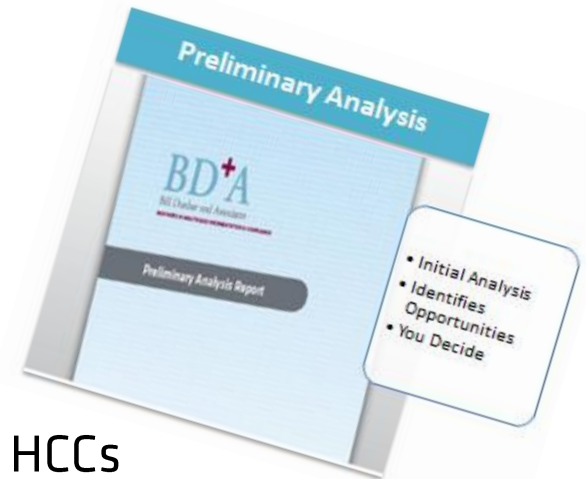 Preliminary Analysis
BD+A
Bill Dunbar and Associates
Preliminary Analysis Report
• Initial Analysis
• Identifies
Opportunities
• You Decide
HCCs